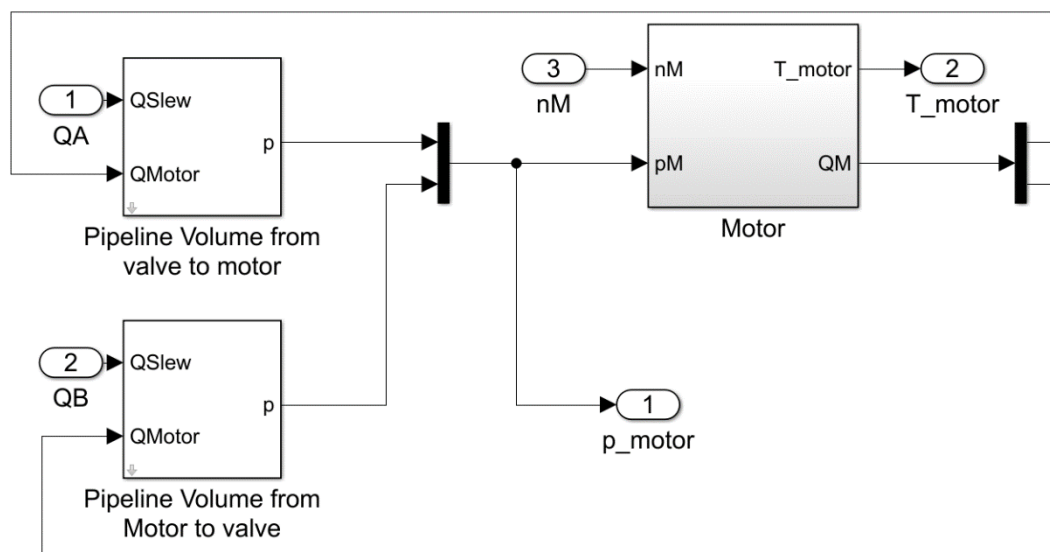 1
QA
QSlew
QMotor
p
Pipeline Volume from
valve to motor
2
QB
QSlew
QMotor
p
Pipeline Volume from
Motor to valve
3
nM
nM
pM
T_motor
QM
Motor
2
T_motor
1
p_motor